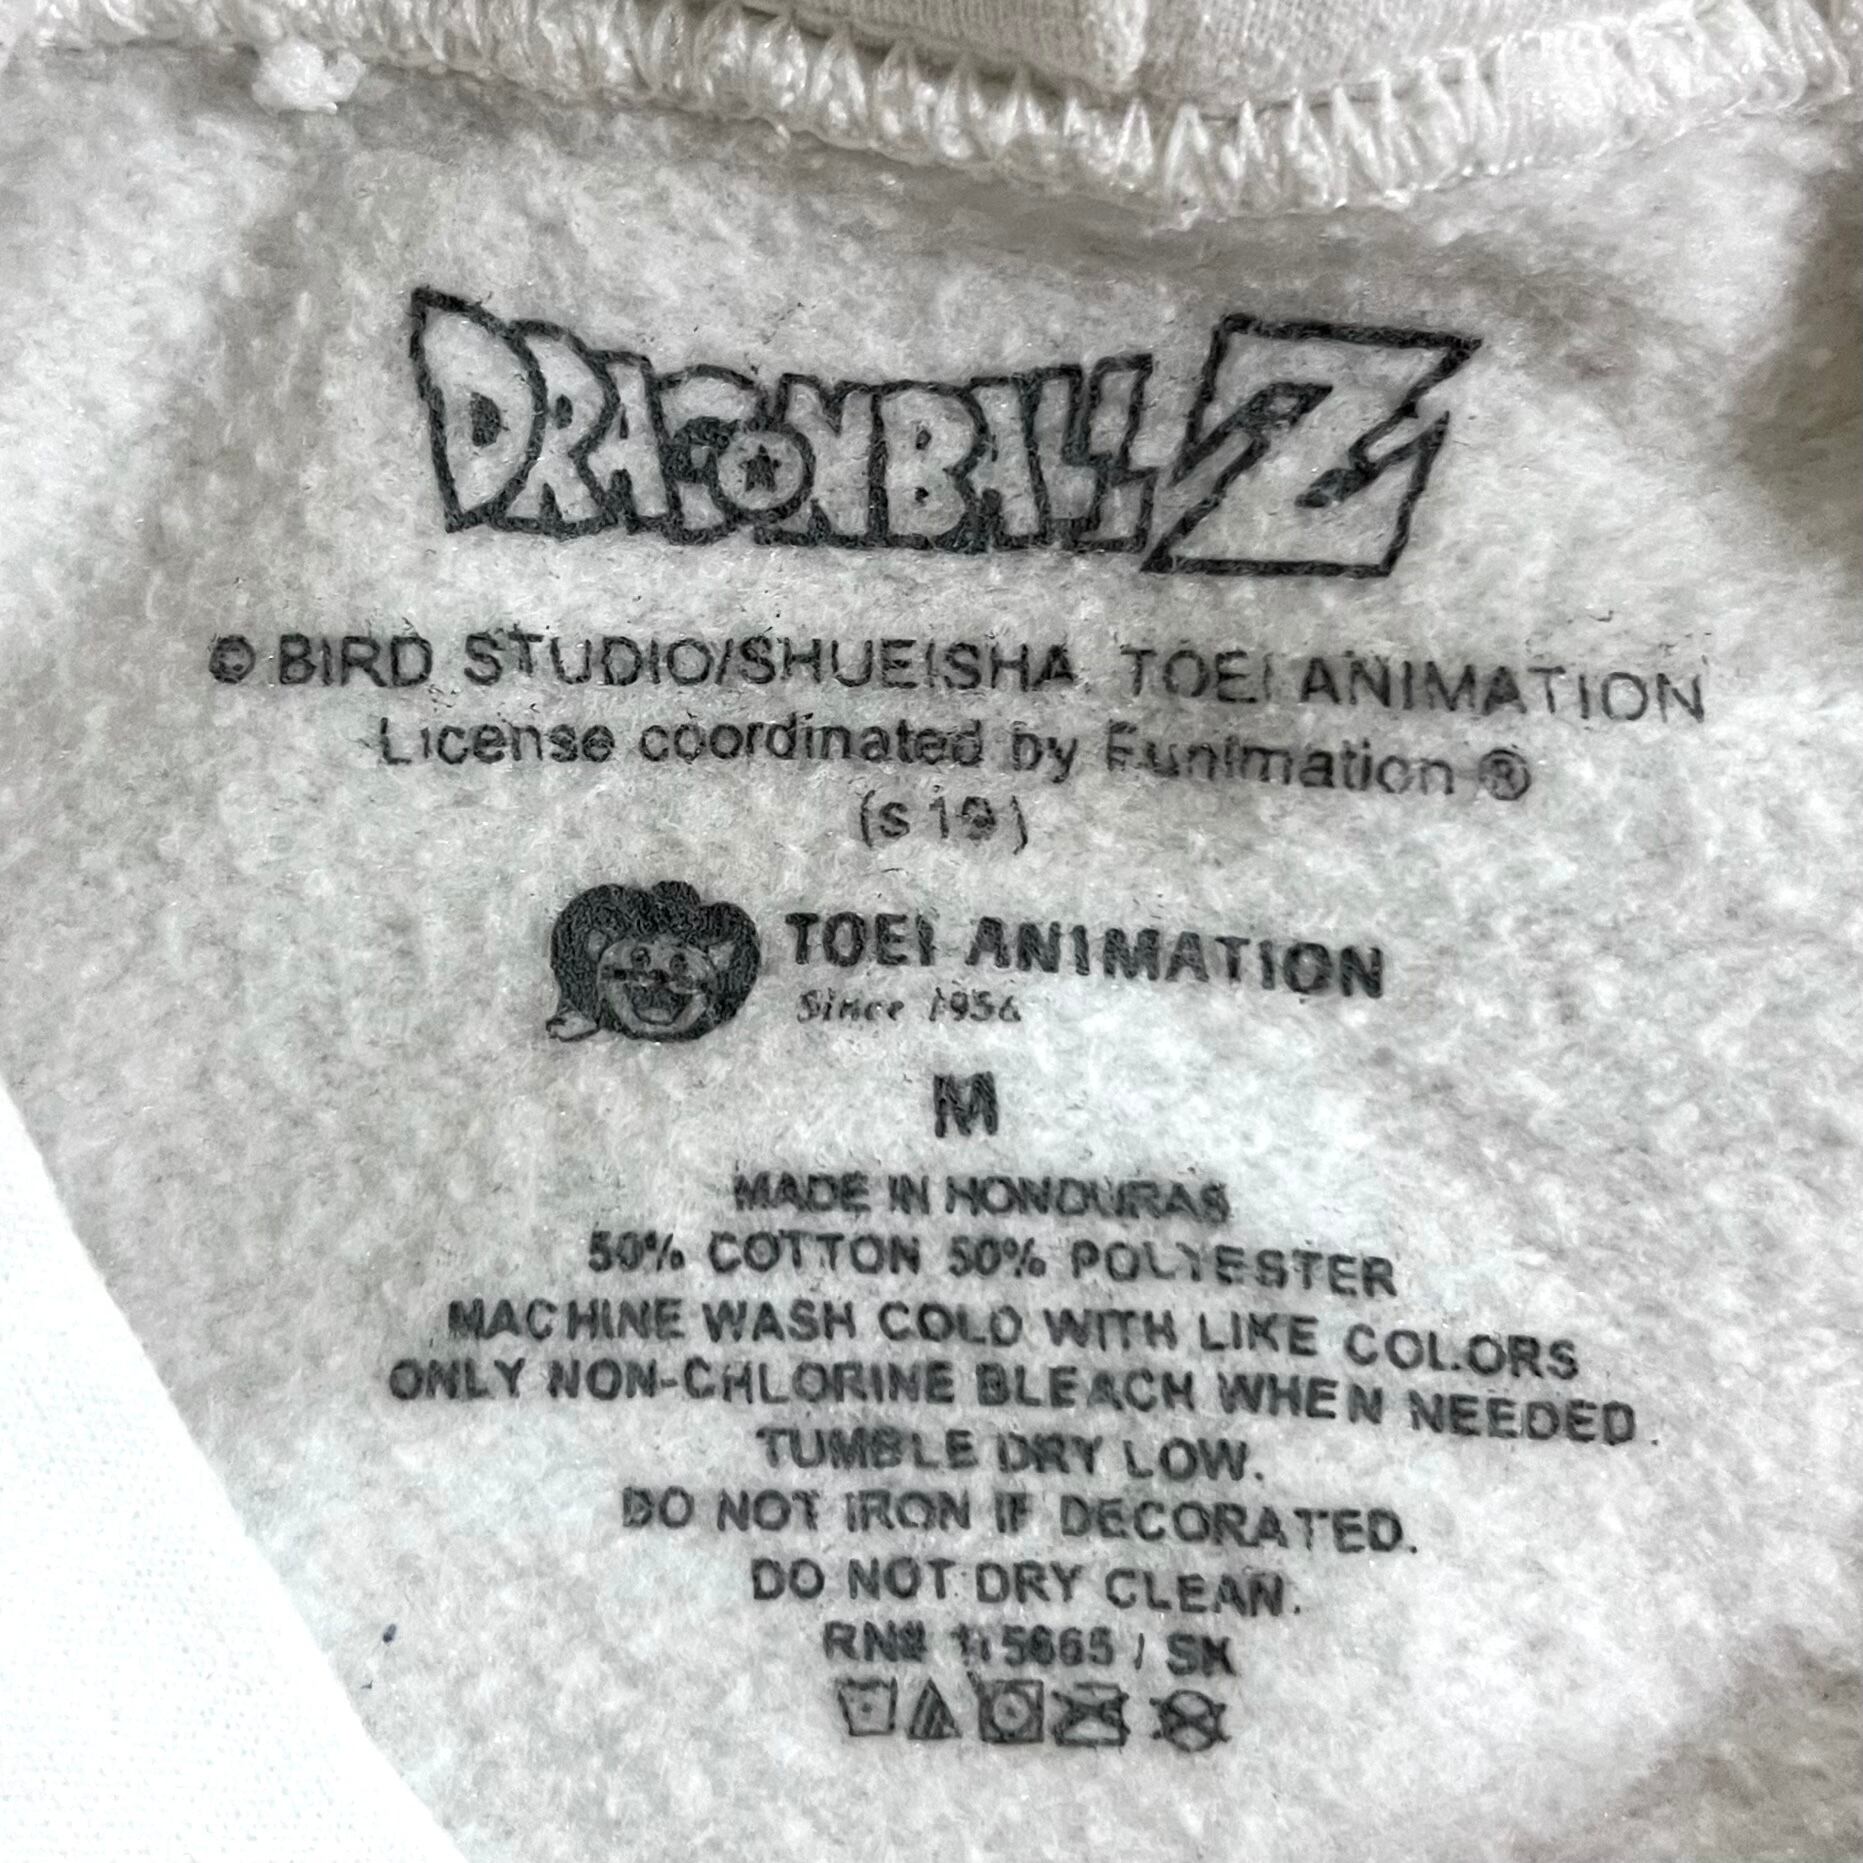 DRAGONBALL Z
© BIRD STUDIO/SHUEISHA, TOEI ANIMATION
License coordinated by Funimation ®
(s 19)
TOEI ANIMATION
Since 1956
M
MADE IN HONDURAS
50% COTTON 50% POLYESTER
MACHINE WASH COLD WITH LIKE COLORS
ONLY NON-CHLORINE BLEACH WHEN NEEDED.
TUMBLE DRY LOW.
DO NOT IRON IF DECORATED.
DO NOT DRY CLEAN.
RN# 115665 / SK